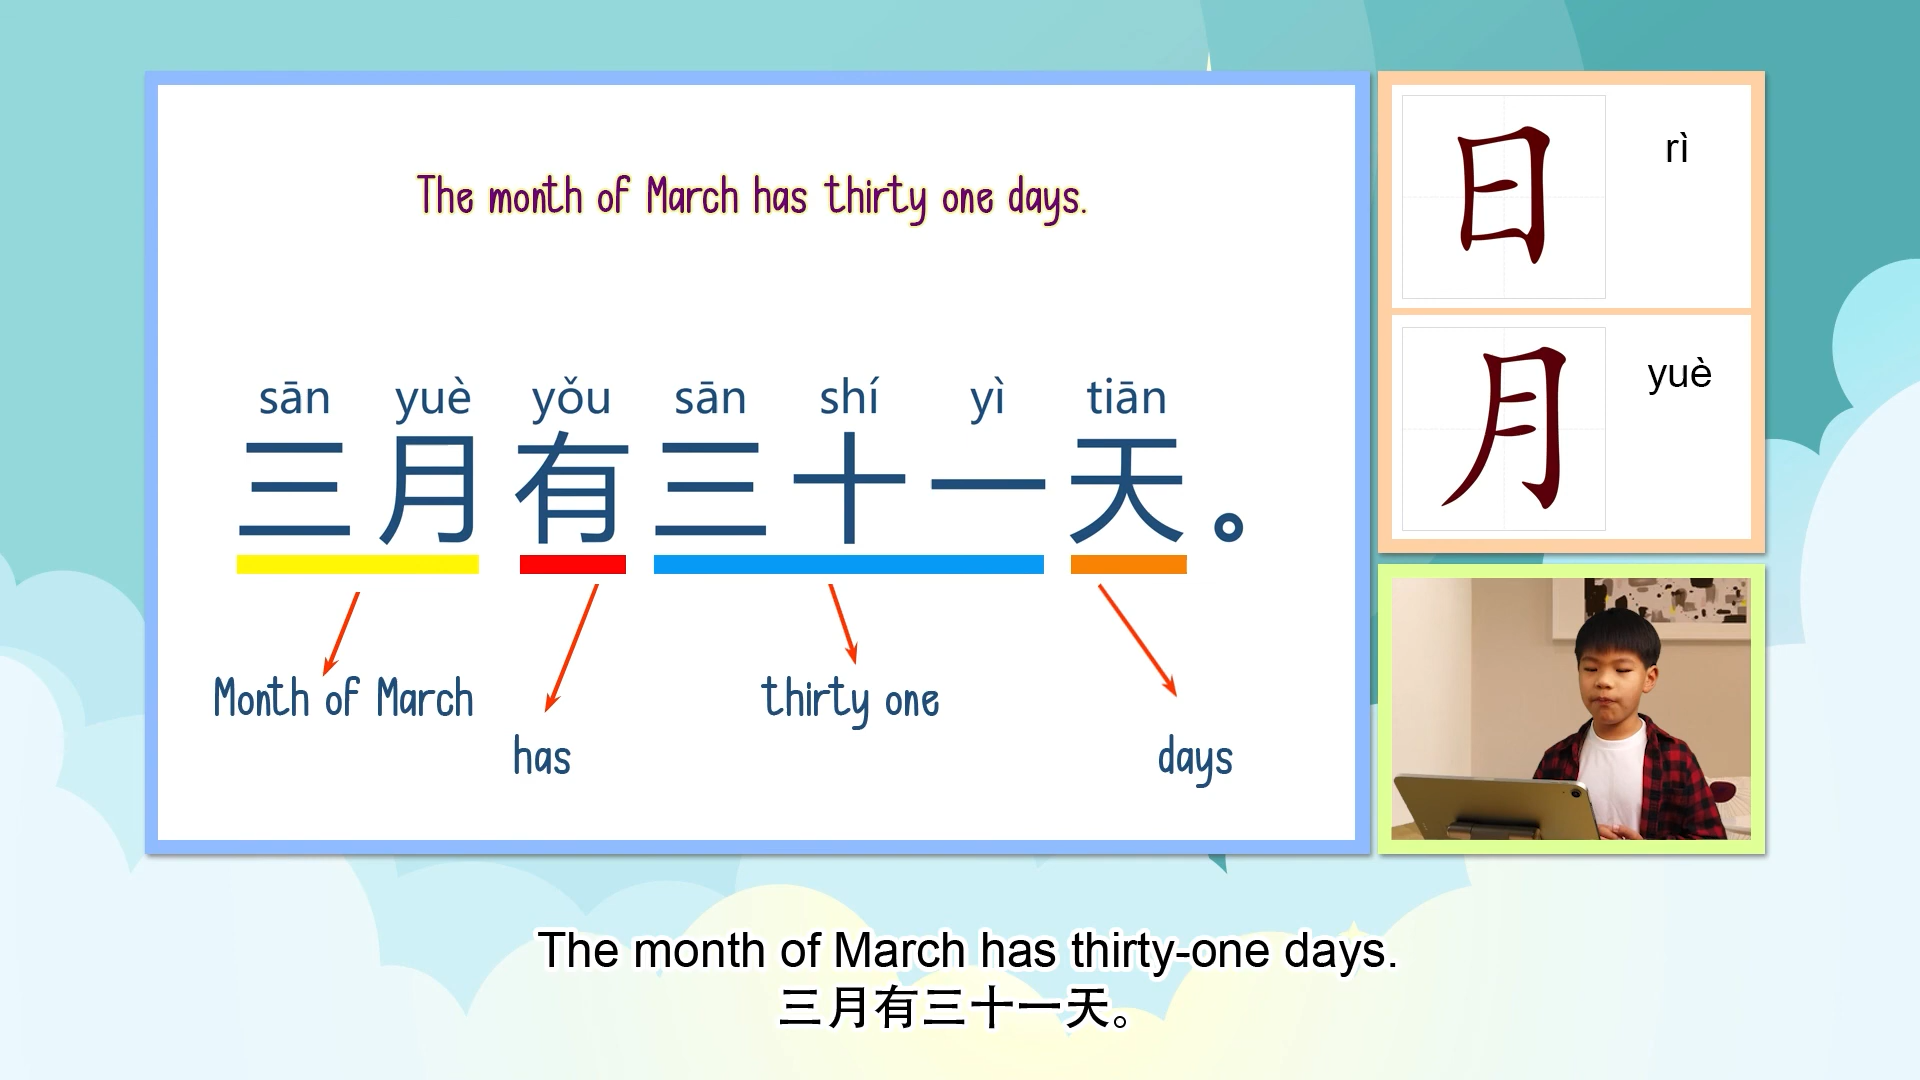 The month of March has thirty one days.
sān yuè yǒu sān shí yì tiān
三月有三十一天。
Month of March
has
thirty one
days
日 rì
月 yuè
The month of March has thirty-one days.
三月有三十一天。